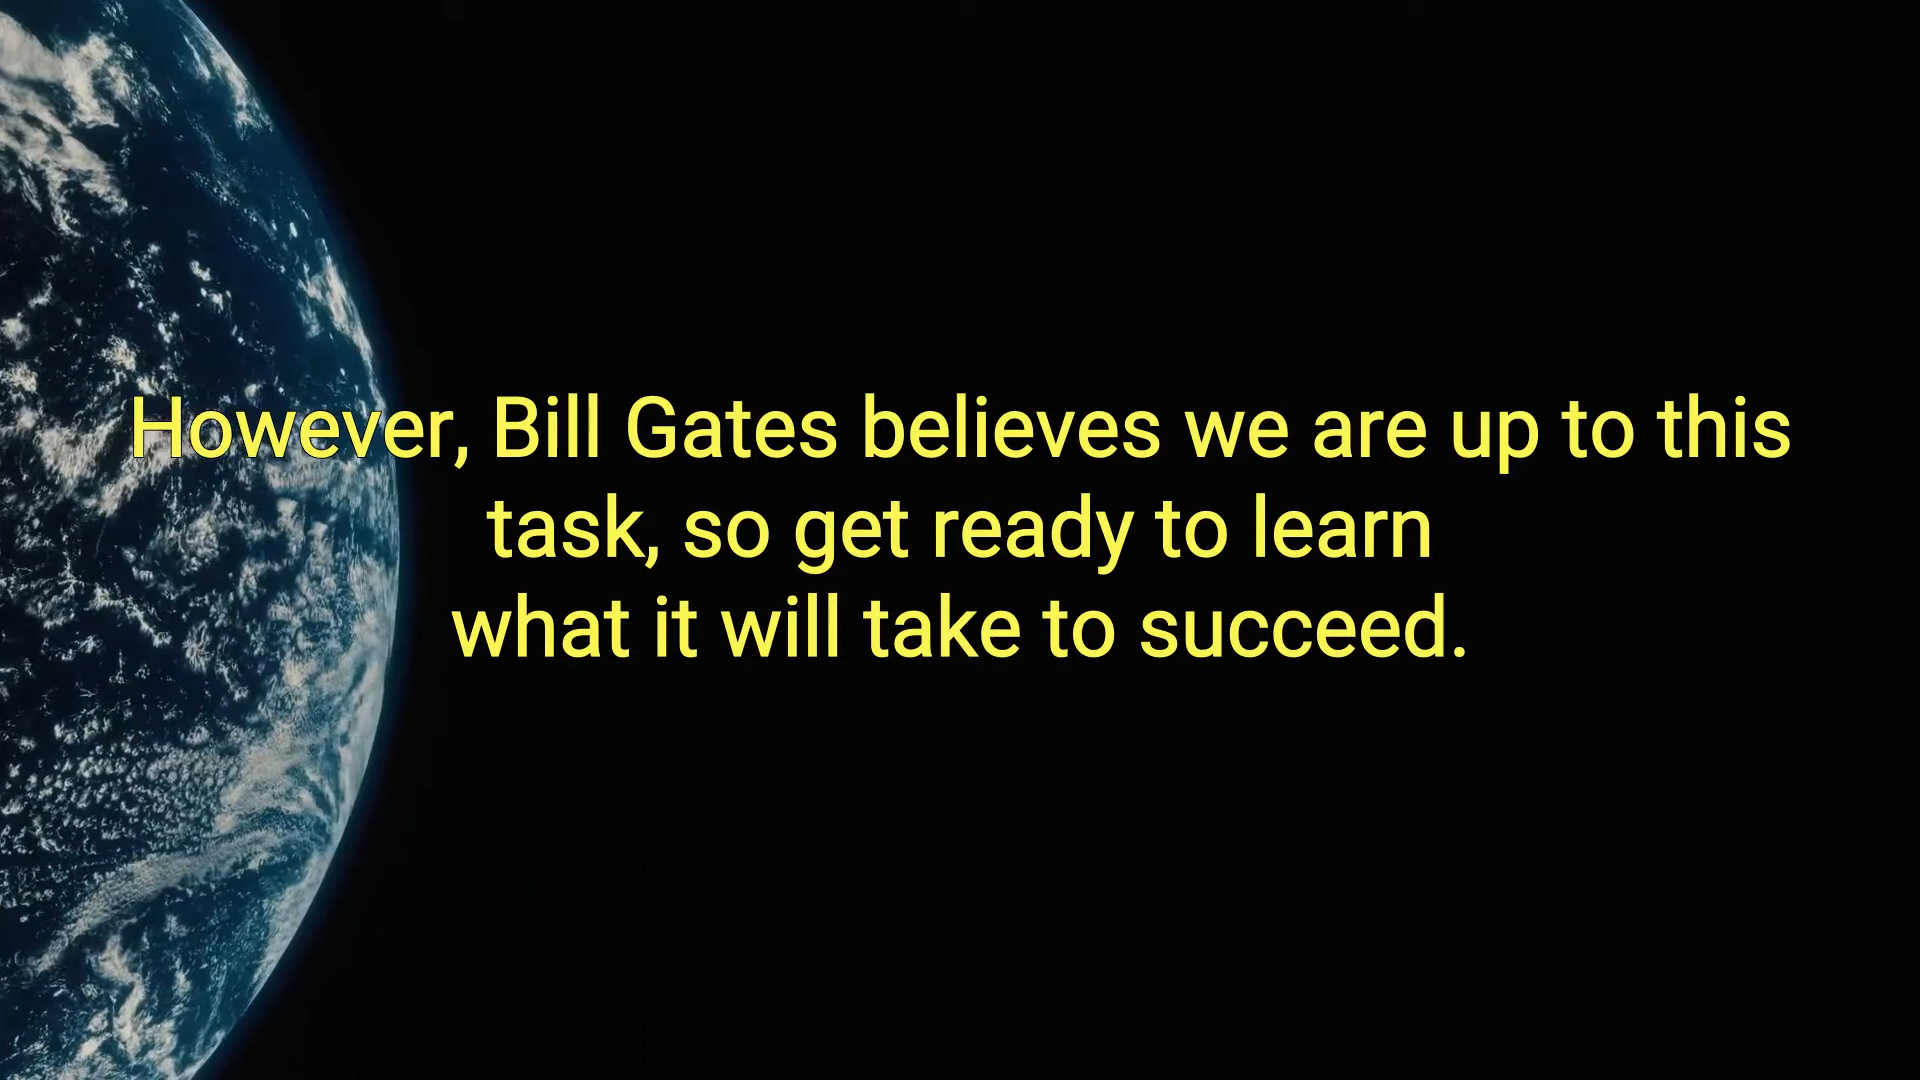 However, Bill Gates believes we are up to this
task, so get ready to learn
what it will take to succeed.